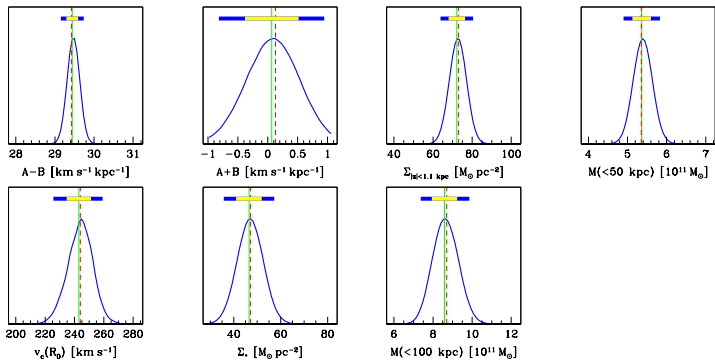 28 29 30 31
A−B [km s⁻¹ kpc⁻¹]
−1 −0.5 0 0.5 1
A+B [km s⁻¹ kpc⁻¹]
40 60 80 100
Σ|z|<1.1 kpc [M⊙ pc⁻²]
4 5 6 7
M(<50 kpc) [10¹¹ M⊙]
200 220 240 260 280
v_c(R₀) [km s⁻¹]
40 60 80
Σ* [M⊙ pc⁻²]
6 8 10 12
M(<100 kpc) [10¹¹ M⊙]